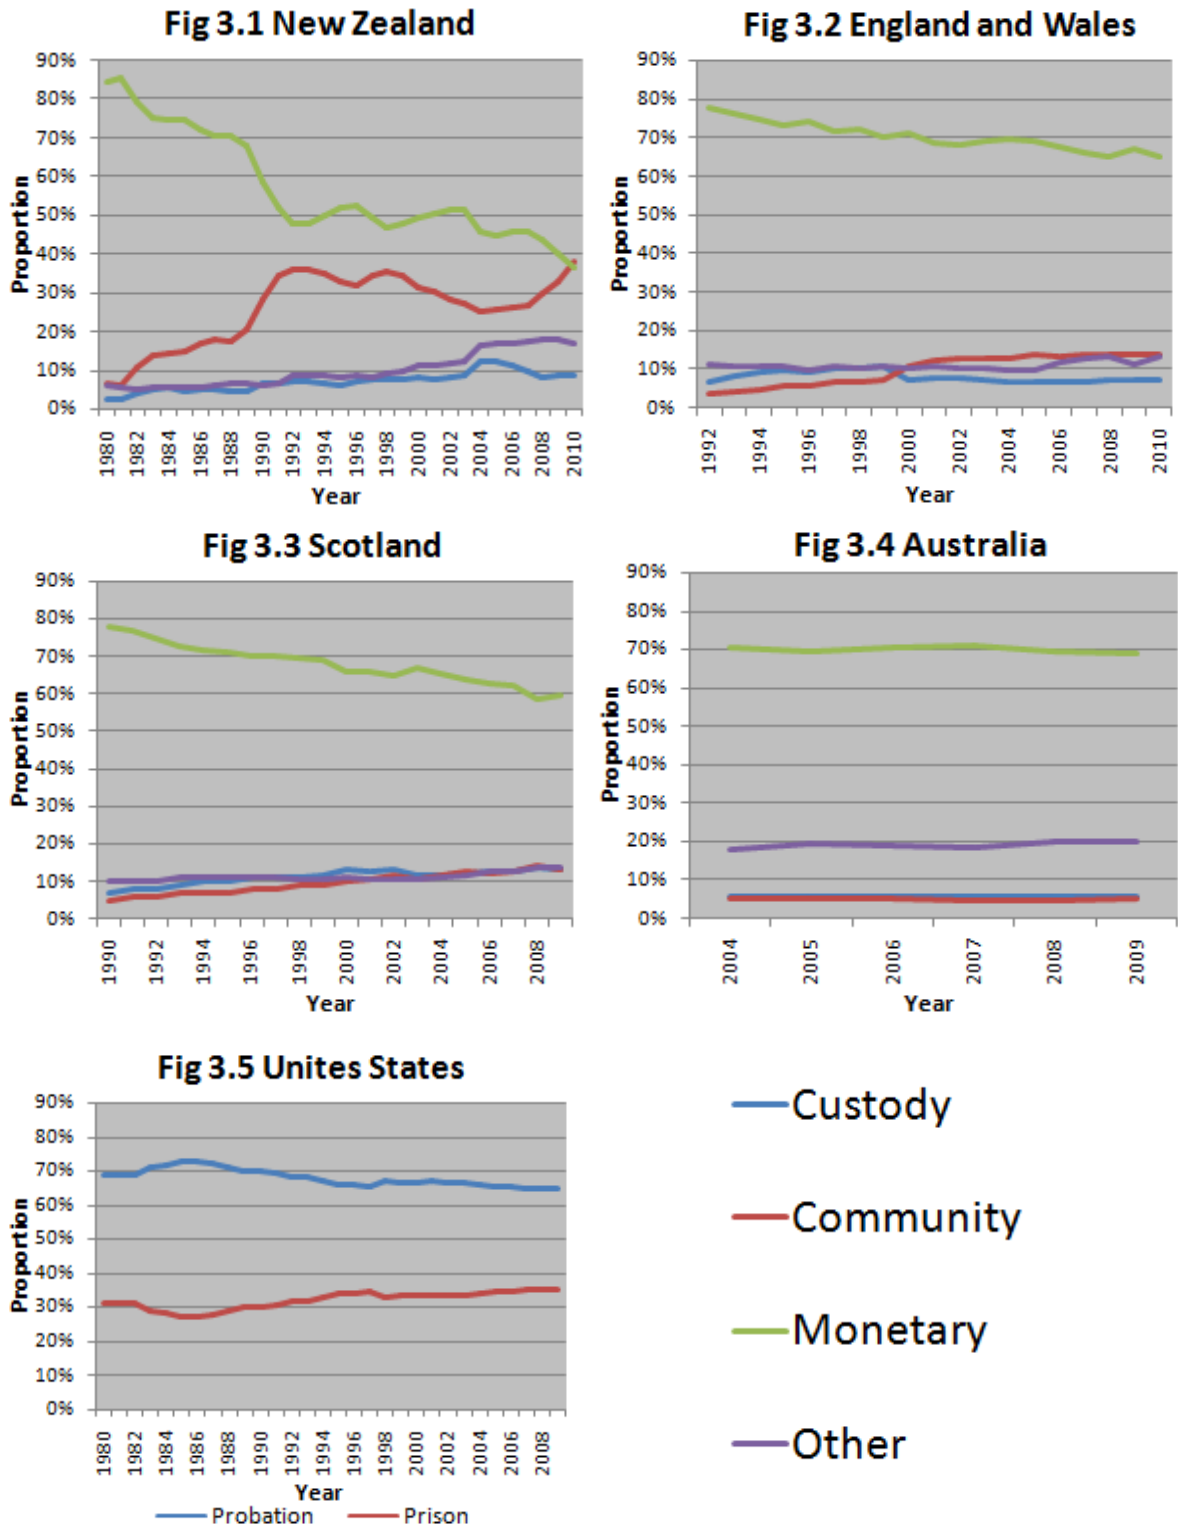 Fig 3.1 New Zealand
90%
80%
70%
60%
50%
40%
30%
20%
10%
0%
Proportion
1980 1982 1984 1986 1988 1990 1992 1994 1996 1998 2000 2002 2004 2006 2008 2010
Year
Fig 3.2 England and Wales
90%
80%
70%
60%
50%
40%
30%
20%
10%
0%
Proportion
1992 1994 1996 1998 2000 2002 2004 2006 2008 2010
Year
Fig 3.3 Scotland
90%
80%
70%
60%
50%
40%
30%
20%
10%
0%
Proportion
1990 1992 1994 1996 1998 2000 2002 2004 2006 2008
Year
Fig 3.4 Australia
90%
80%
70%
60%
50%
40%
30%
20%
10%
0%
Proportion
2004 2005 2006 2007 2008 2009
Year
Fig 3.5 Unites States
90%
80%
70%
60%
50%
40%
30%
20%
10%
0%
Proportion
1980 1982 1984 1986 1988 1990 1992 1994 1996 1998 2000 2002 2004 2006 2008
Year
Probation Prison
Custody
Community
Monetary
Other